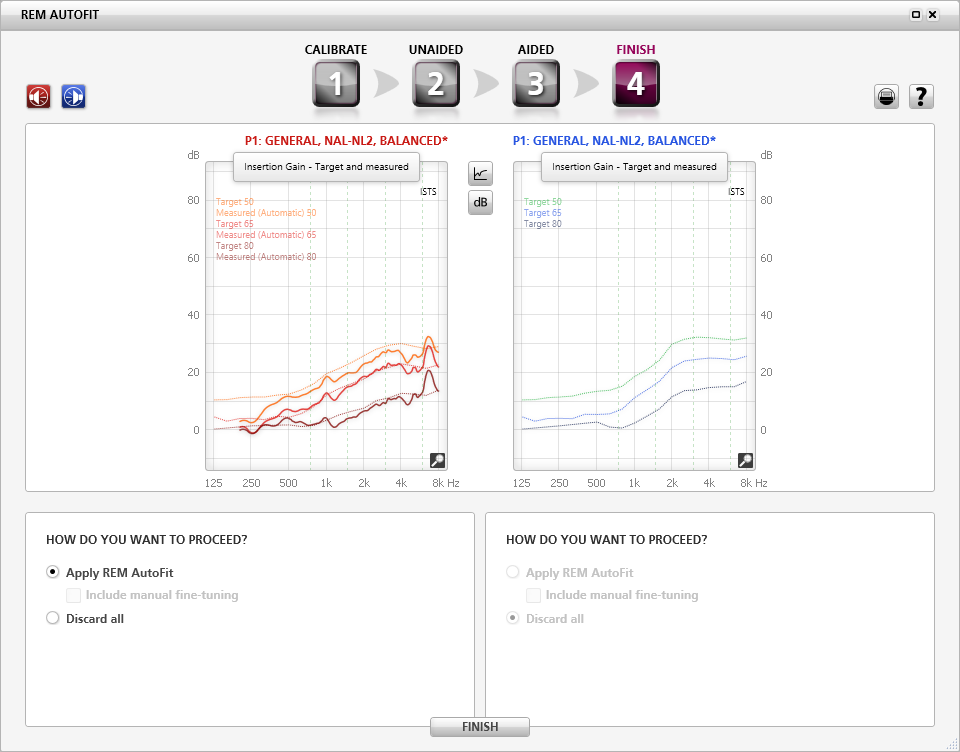 REM AUTOFIT
CALIBRATE UNAIDED AIDED FINISH
1 2 3 4
?
P1: GENERAL, NAL-NL2, BALANCED*
dB
Insertion Gain - Target and measured
ISTS
80
60
40
20
0
Target 50
Measured (Automatic) 50
Target 65
Measured (Automatic) 65
Target 80
Measured (Automatic) 80
125 250 500 1k 2k 4k 8k Hz
dB
P1: GENERAL, NAL-NL2, BALANCED*
dB
Insertion Gain - Target and measured
ISTS
Target 50
Target 65
Target 80
80
60
40
20
0
125 250 500 1k 2k 4k 8k Hz
HOW DO YOU WANT TO PROCEED?
Apply REM AutoFit
Include manual fine-tuning
Discard all
HOW DO YOU WANT TO PROCEED?
Apply REM AutoFit
Include manual fine-tuning
Discard all
FINISH